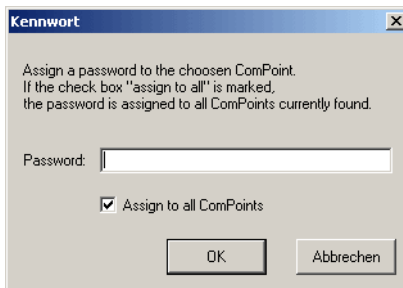 Kennwort
Assign a password to the choosen ComPoint.
If the check box "assign to all" is marked,
the password is assigned to all ComPoints currently found.
Password:
Assign to all ComPoints
OK Abbrechen